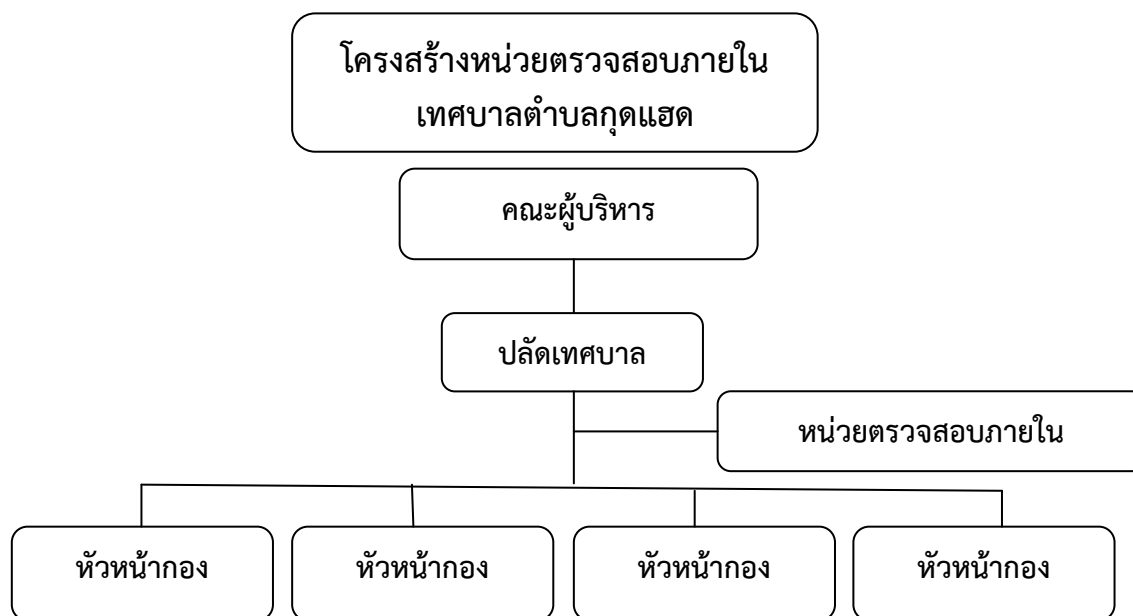 โครงสร้างหน่วยตรวจสอบภายใน
เทศบาลตำบลกุดแฮด
คณะผู้บริหาร
ปลัดเทศบาล
หน่วยตรวจสอบภายใน
หัวหน้ากอง
หัวหน้ากอง
หัวหน้ากอง
หัวหน้ากอง